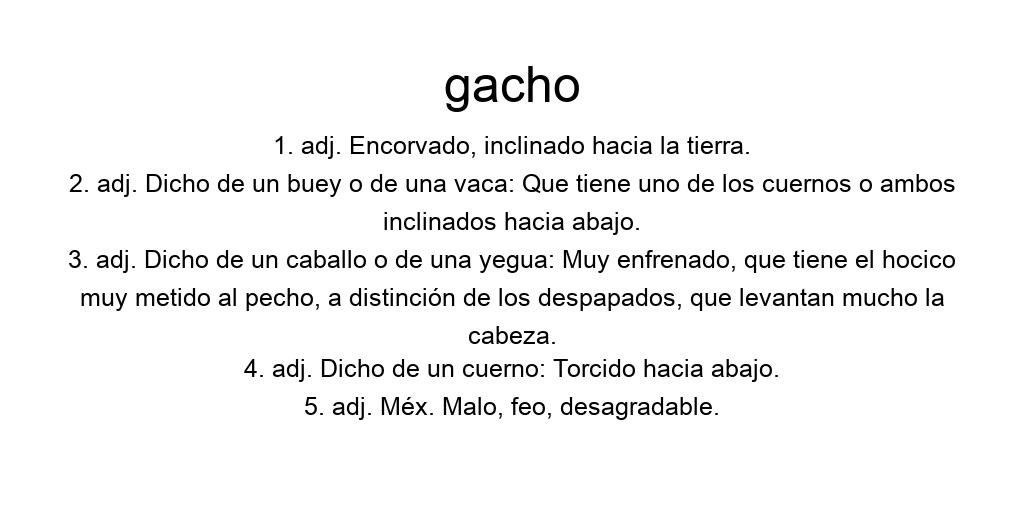 gacho
1. adj. Encorvado, inclinado hacia la tierra.
2. adj. Dicho de un buey o de una vaca: Que tiene uno de los cuernos o ambos
inclinados hacia abajo.
3. adj. Dicho de un caballo o de una yegua: Muy enfrenado, que tiene el hocico
muy metido al pecho, a distinción de los despapados, que levantan mucho la
cabeza.
4. adj. Dicho de un cuerno: Torcido hacia abajo.
5. adj. Méx. Malo, feo, desagradable.